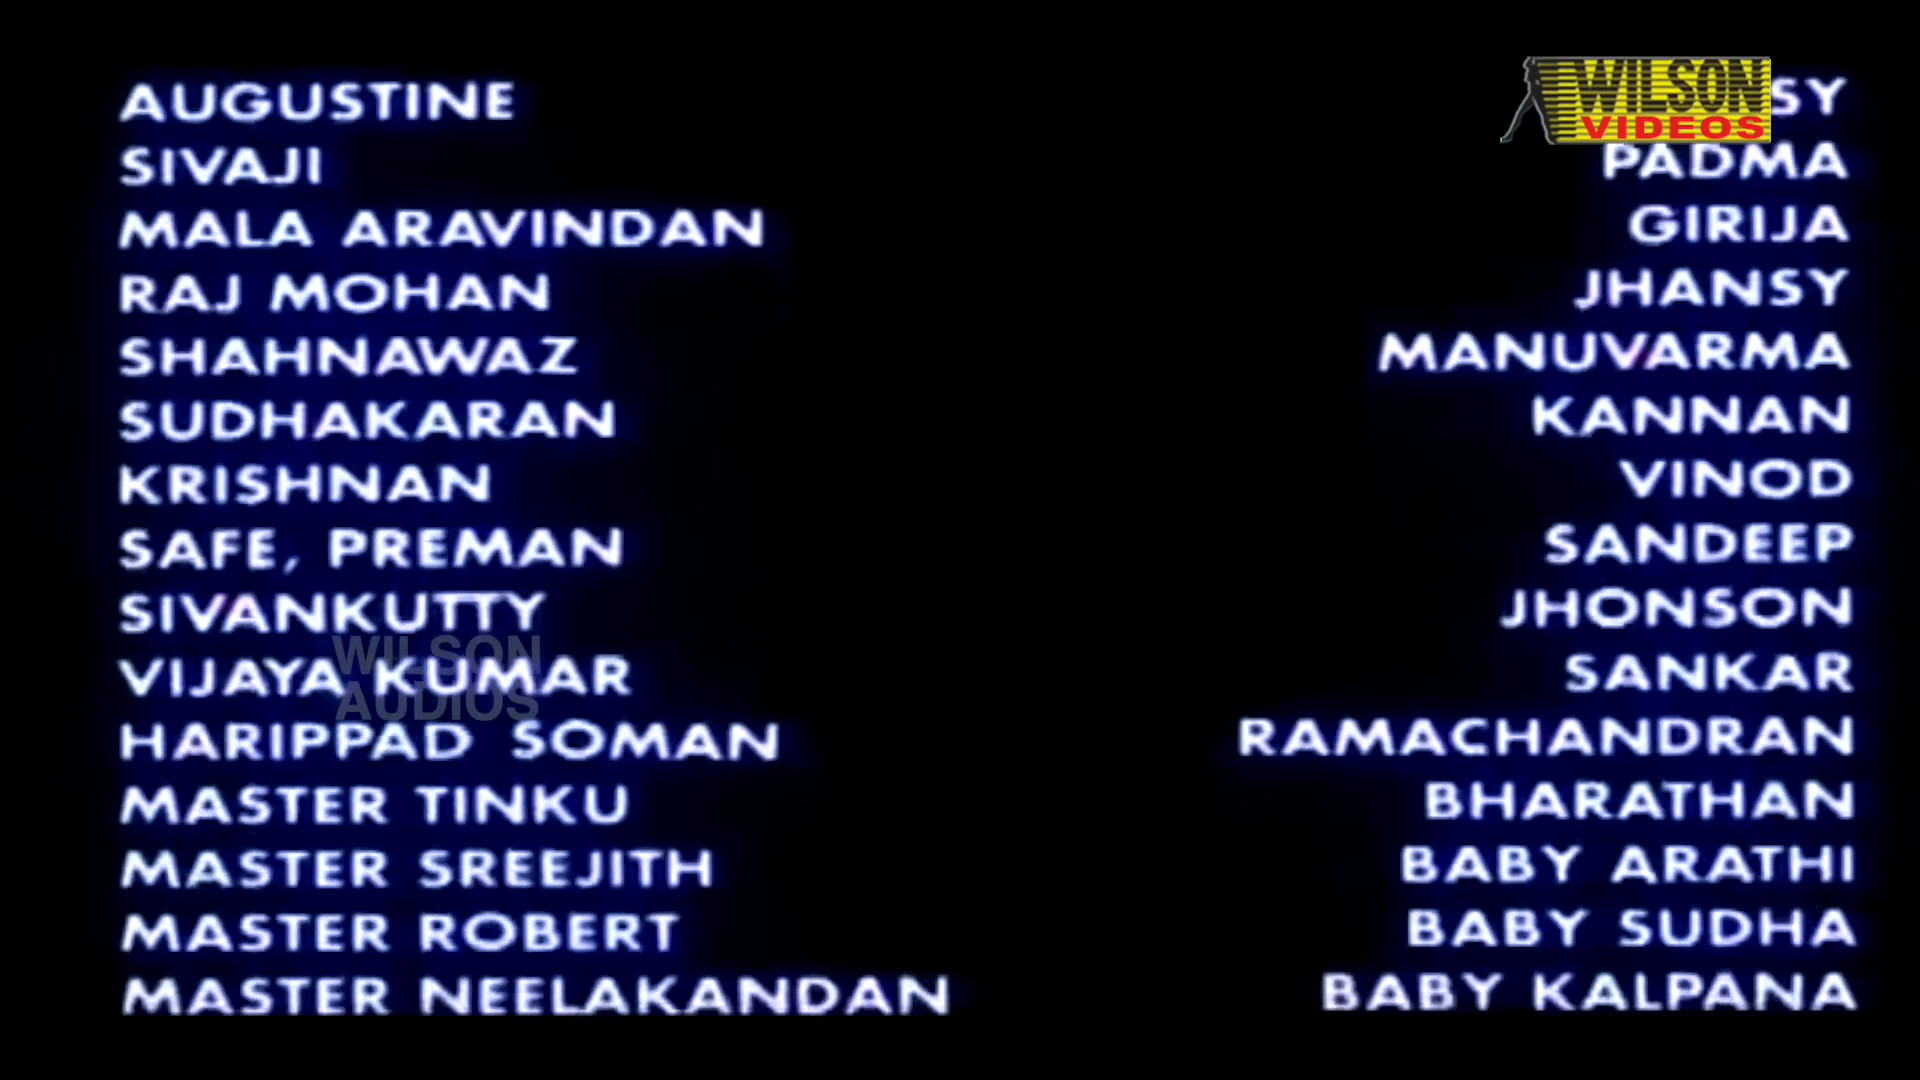 AUGUSTINE
SIVAJI
MALA ARAVINDAN
RAJ MOHAN
SHAHNAWAZ
SUDHAKARAN
KRISHNAN
SAFE, PREMAN
SIVANKUTTY
VIJAYA KUMAR
HARIPPAD SOMAN
MASTER TINKU
MASTER SREEJITH
MASTER ROBERT
MASTER NEELAKANDAN
WILSON
AUDIOS
WILSON
VIDEOS
PADMA
GIRIJA
JHANSY
MANUVARMA
KANNAN
VINOD
SANDEEP
JHONSON
SANKAR
RAMACHANDRAN
BHARATHAN
BABY ARATHI
BABY SUDHA
BABY KALPANA